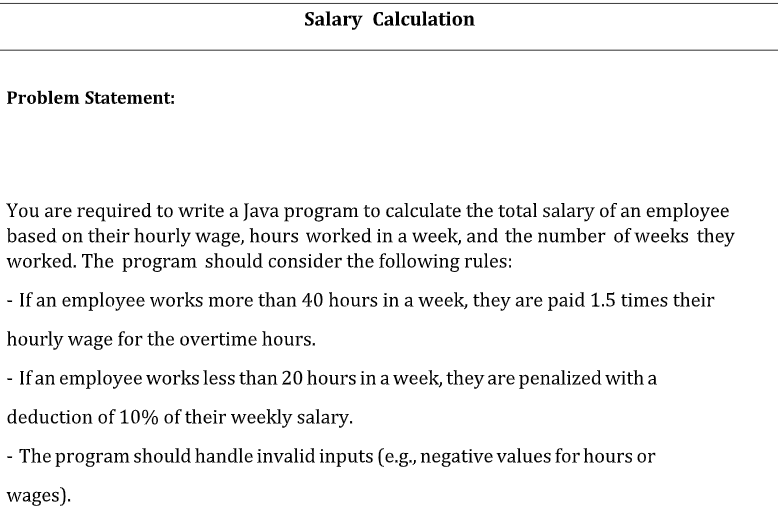 Salary Calculation
Problem Statement:
You are required to write a Java program to calculate the total salary of an employee
based on their hourly wage, hours worked in a week, and the number of weeks they
worked. The program should consider the following rules:
- If an employee works more than 40 hours in a week, they are paid 1.5 times their
hourly wage for the overtime hours.
- If an employee works less than 20 hours in a week, they are penalized with a
deduction of 10% of their weekly salary.
- The program should handle invalid inputs (e.g., negative values for hours or
wages).